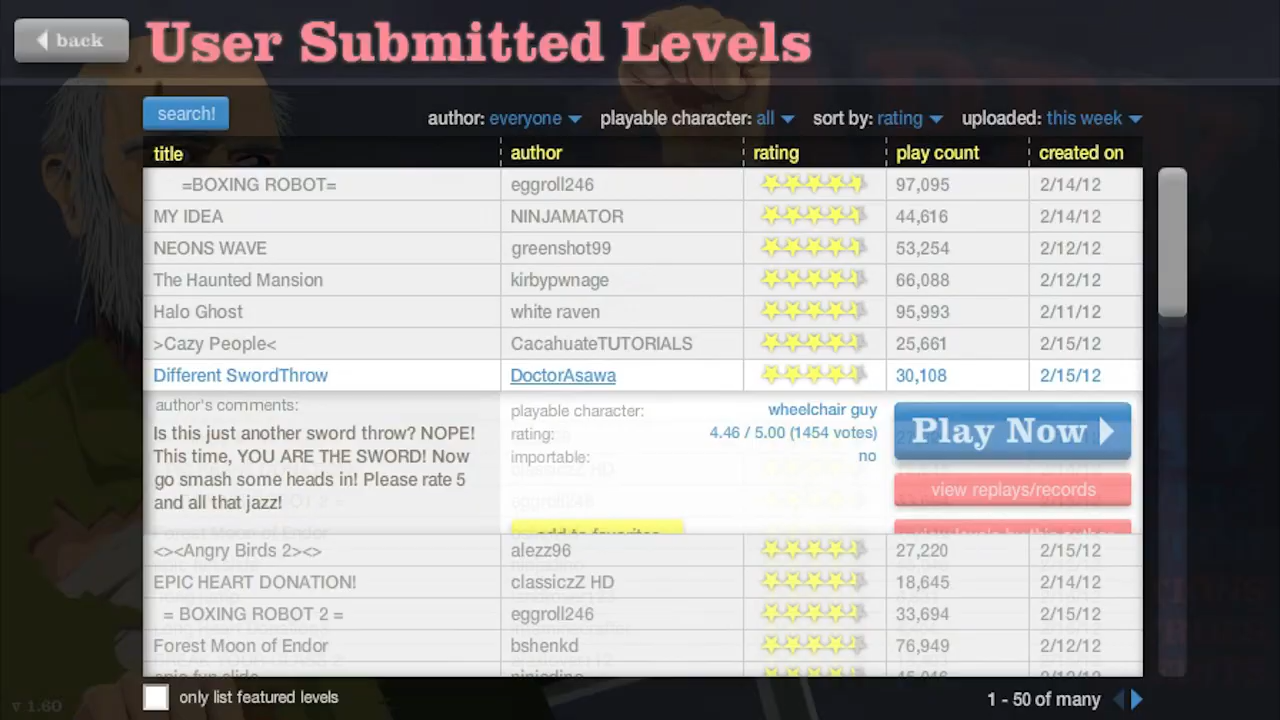 back
User Submitted Levels
search!
author: everyone playable character: all sort by: rating uploaded: this week
title author rating play count created on
=BOXING ROBOT= eggroll246 97,095 2/14/12
MY IDEA NINJAMATOR 44,616 2/14/12
NEONS WAVE greenshot99 53,254 2/12/12
The Haunted Mansion kirbypwnage 66,088 2/12/12
Halo Ghost white raven 95,993 2/11/12
>Cazy People< CacahuateTUTORIALS 25,661 2/15/12
Different SwordThrow DoctorAsawa 30,108 2/15/12
author's comments:
Is this just another sword throw? NOPE!
This time, YOU ARE THE SWORD! Now
go smash some heads in! Please rate 5
and all that jazz!
playable character: wheelchair guy
rating: 4.46 / 5.00 (1454 votes)
importable: no
add to favorites
Play Now
view replays/records
<><Angry Birds 2><> alezz96 27,220 2/15/12
EPIC HEART DONATION! classiczZ HD 18,645 2/14/12
= BOXING ROBOT 2 = eggroll246 33,694 2/15/12
Forest Moon of Endor bshenkd 76,949 2/12/12
only list featured levels
1 - 50 of many
v 1.60